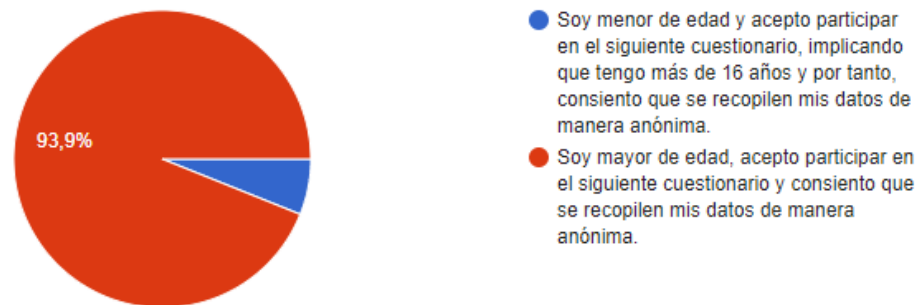 93,9%
Soy menor de edad y acepto participar
en el siguiente cuestionario, implicando
que tengo más de 16 años y por tanto,
consiento que se recopilen mis datos de
manera anónima.
Soy mayor de edad, acepto participar en
el siguiente cuestionario y consiento que
se recopilen mis datos de manera
anónima.